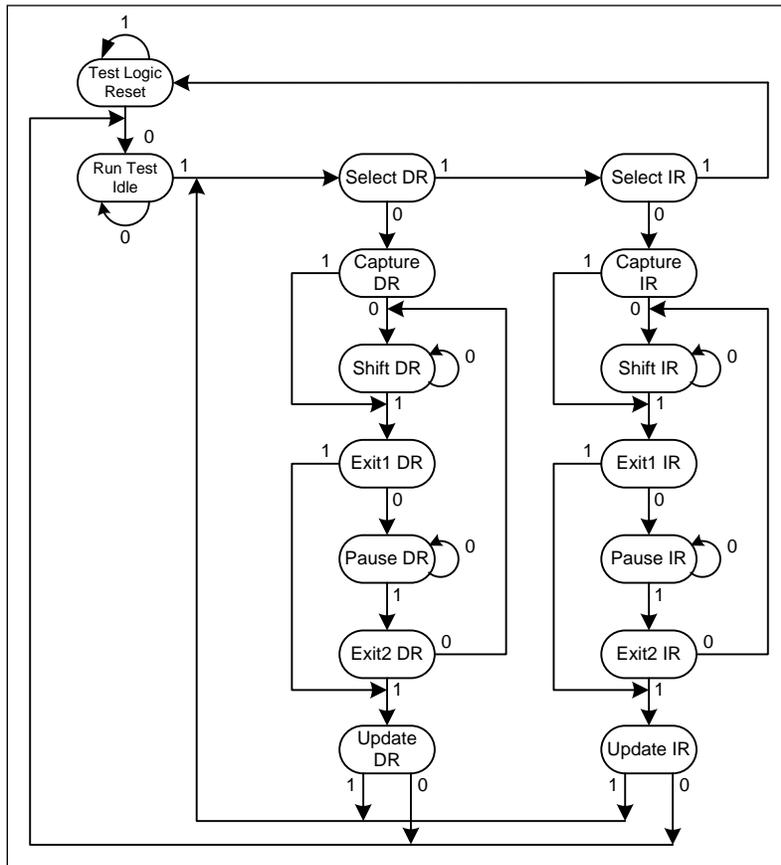 1
Test Logic
Reset
0
Run Test
Idle
1
0
Select DR
1
Select IR
1
0
0
1
Capture
DR
0
1
Capture
IR
0
Shift DR
0
Shift IR
0
1
1
1
Exit1 DR
1
Exit1 IR
0
0
Pause DR
0
Pause IR
0
1
1
Exit2 DR
0
Exit2 IR
0
1
1
Update
DR
Update IR
1
0
1
0